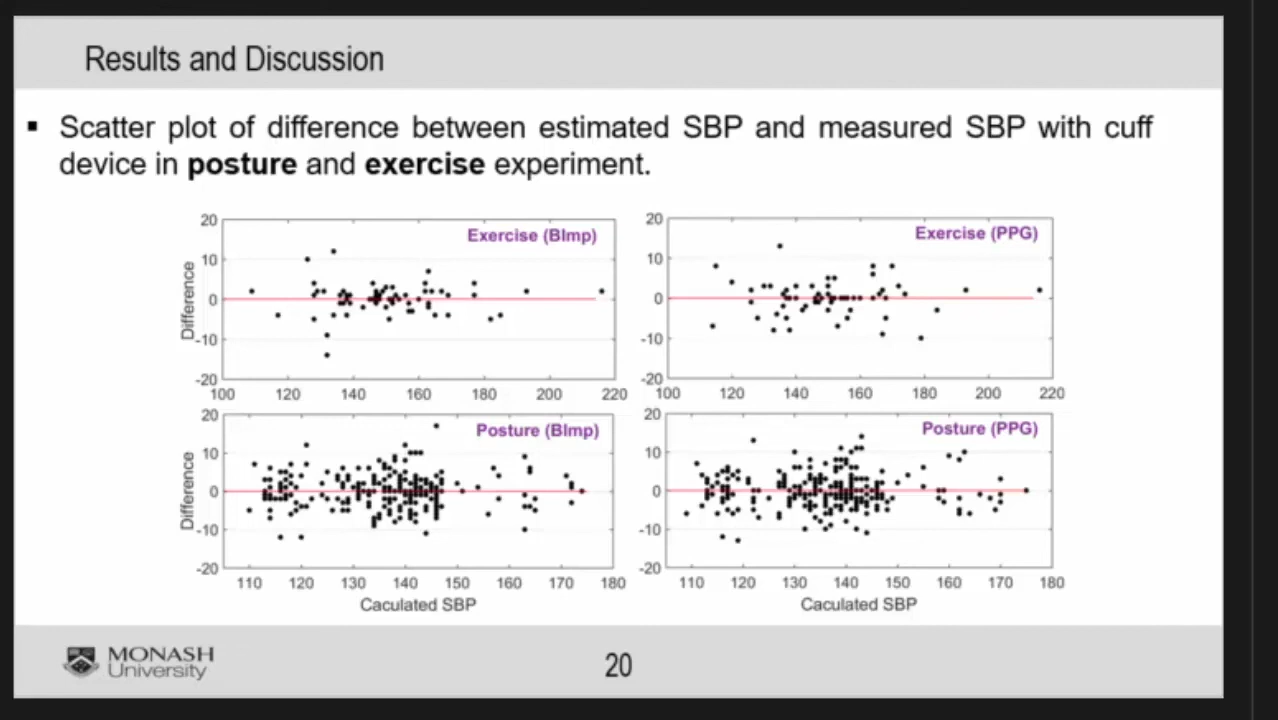 Results and Discussion
▪ Scatter plot of difference between estimated SBP and measured SBP with cuff
device in posture and exercise experiment.
Exercise (BImp)
Difference
20
10
0
-10
-20
100 120 140 160 180 200 220
Exercise (PPG)
20
10
0
-10
-20
100 120 140 160 180 200 220
Posture (BImp)
Difference
20
10
0
-10
-20
110 120 130 140 150 160 170 180
Caculated SBP
Posture (PPG)
20
10
0
-10
-20
110 120 130 140 150 160 170 180
Caculated SBP
MONASH
University
20